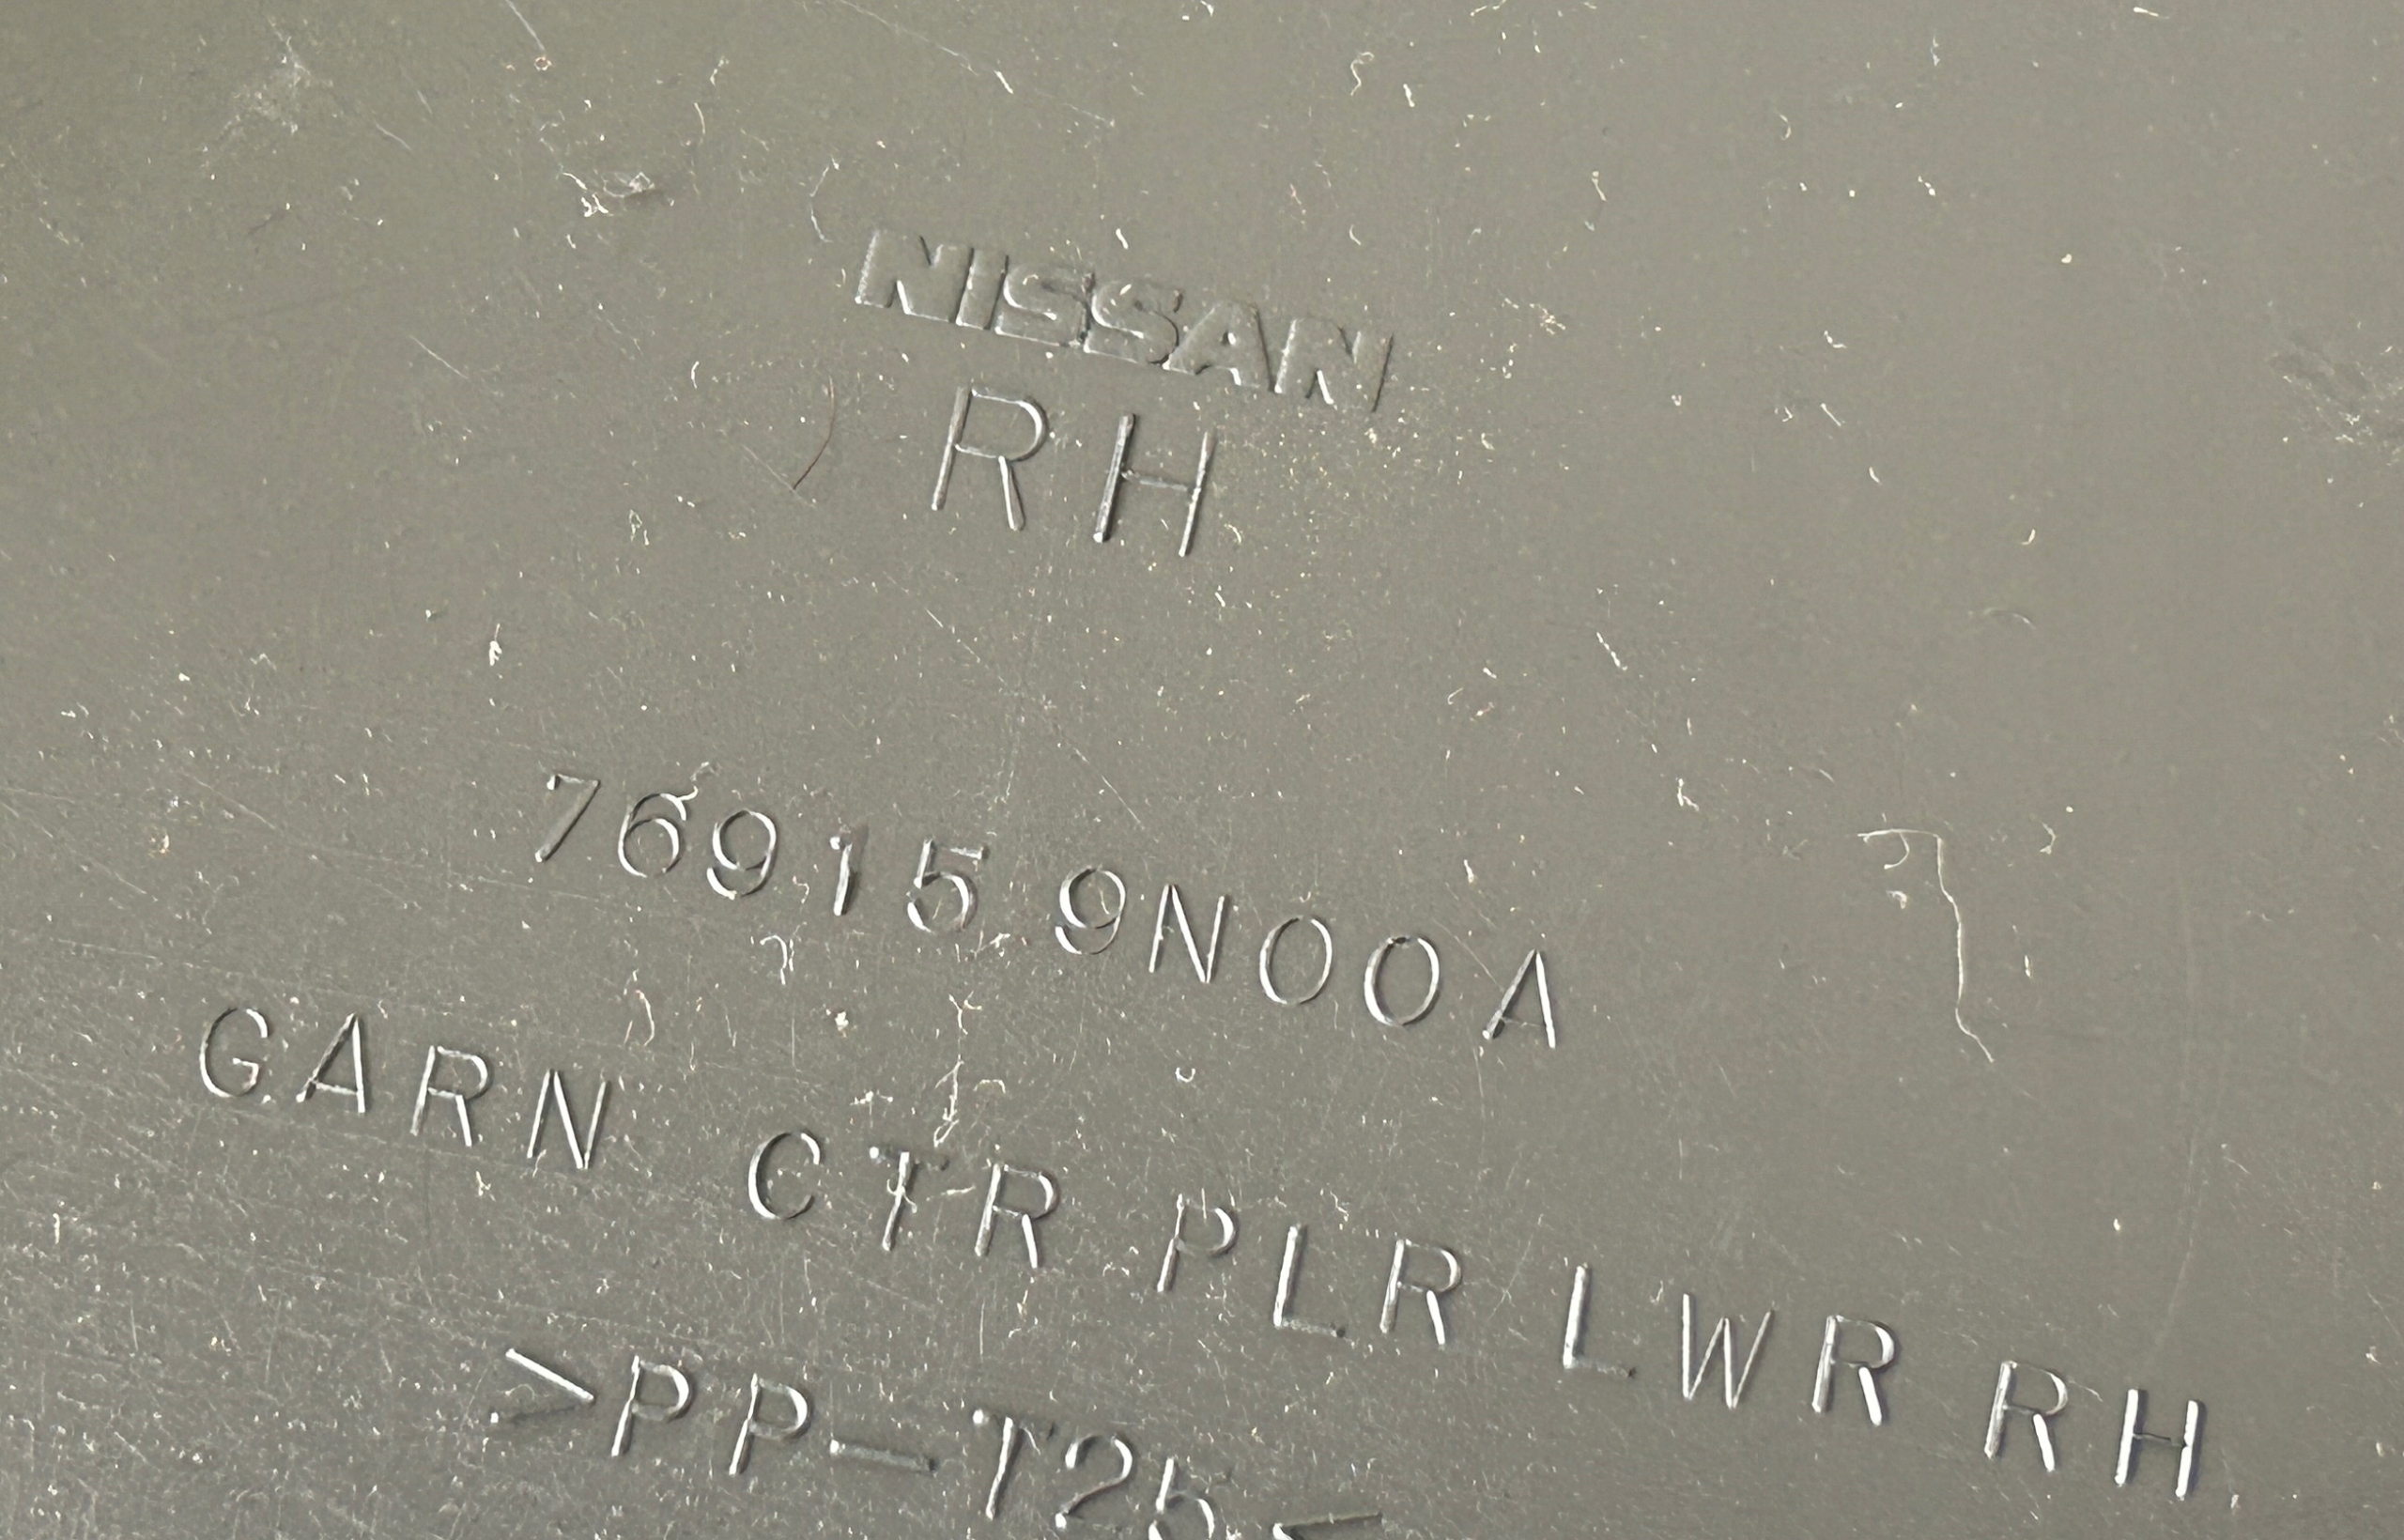 NISSAN
RH
76915 9N00A
GARN CTR PLR LWR RH
>PP-T25<